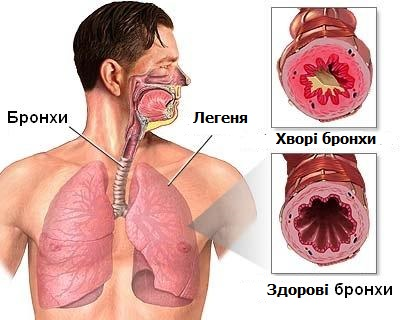 Бронхи
Легеня
Хворі бронхи
Здорові бронхи